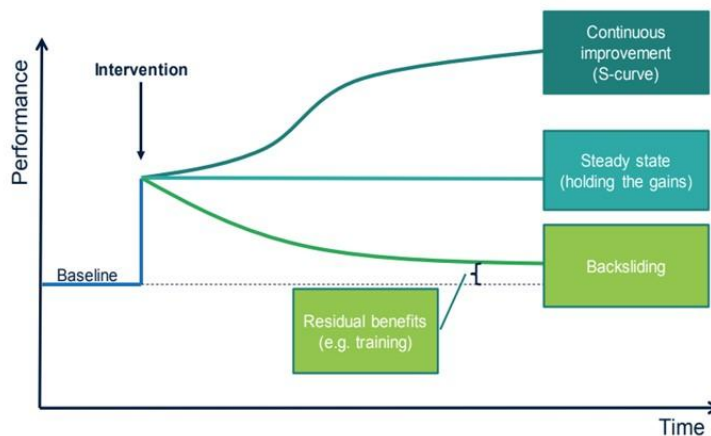 Continuous
improvement
(S-curve)
Intervention
Performance
Steady state
(holding the gains)
Baseline
Backsliding
Residual benefits
(e.g. training)
Time